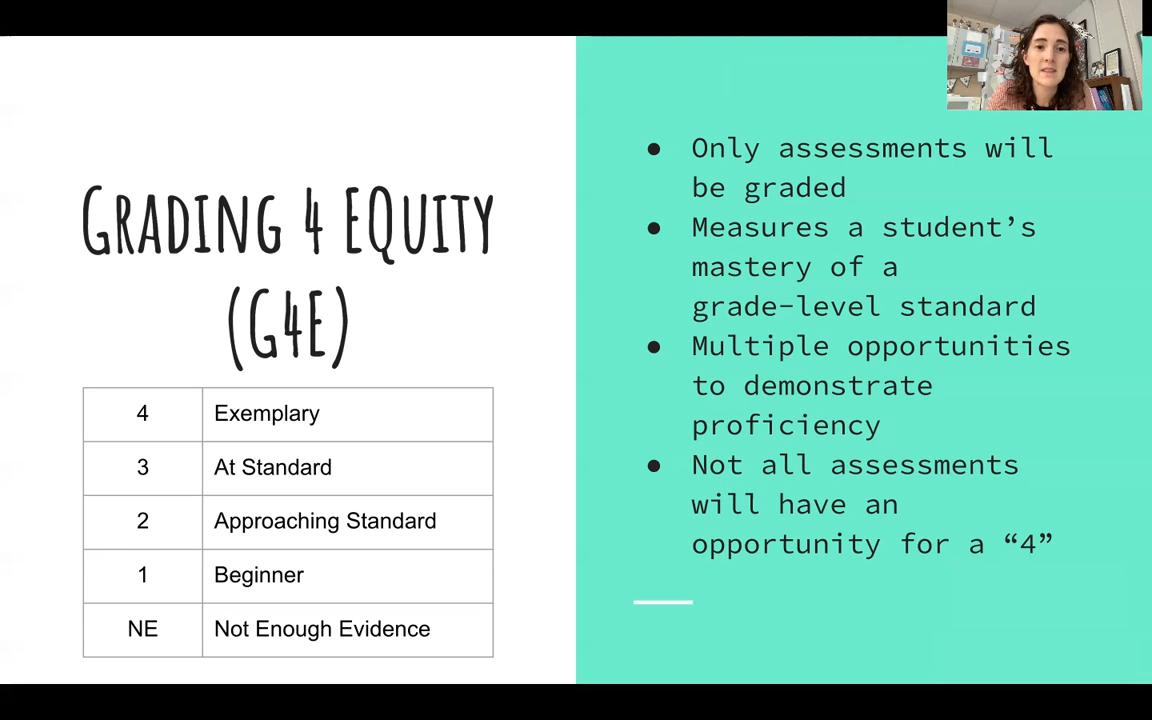 GRADING 4 EQUITY
(G4E)
4 Exemplary
3 At Standard
2 Approaching Standard
1 Beginner
NE Not Enough Evidence
● Only assessments will
be graded
● Measures a student’s
mastery of a
grade-level standard
● Multiple opportunities
to demonstrate
proficiency
● Not all assessments
will have an
opportunity for a “4”